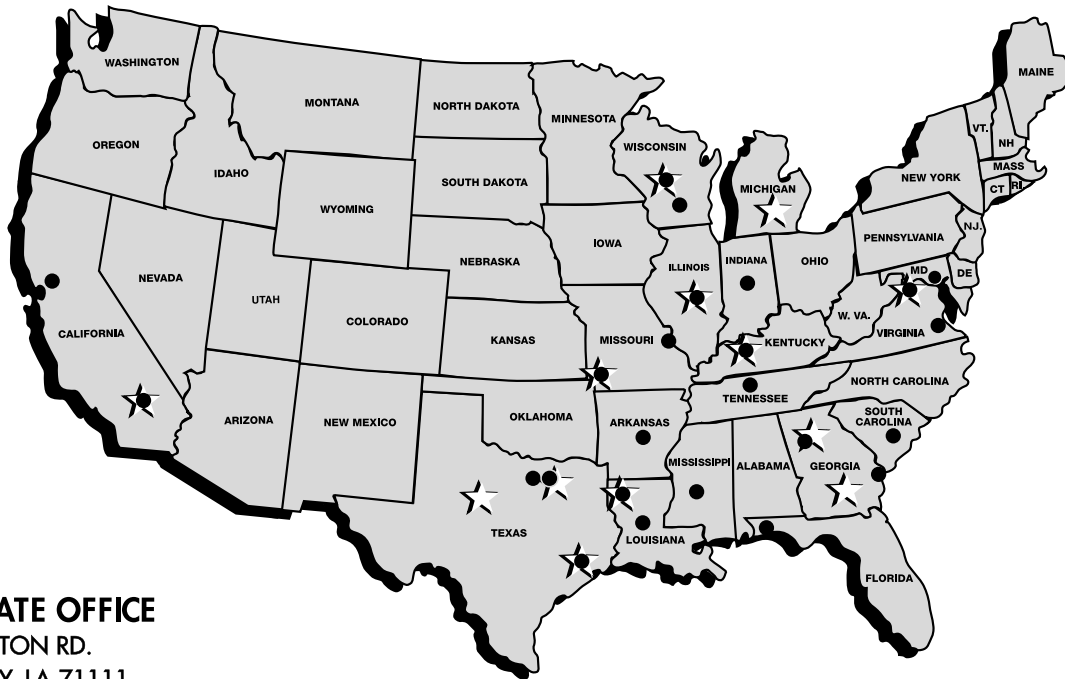 WASHINGTON
MONTANA
NORTH DAKOTA
MINNESOTA
MAINE
OREGON
IDAHO
WISCONSIN
VT.
NH
MASS
SOUTH DAKOTA
MICHIGAN
NEW YORK
CT
RI
WYOMING
NEVADA
NEBRASKA
IOWA
ILLINOIS
INDIANA
OHIO
PENNSYLVANIA
N.J.
MD
DE
UTAH
COLORADO
CALIFORNIA
KANSAS
MISSOURI
KENTUCKY
W. VA.
VIRGINIA
ARIZONA
NEW MEXICO
OKLAHOMA
ARKANSAS
TENNESSEE
NORTH CAROLINA
SOUTH
CAROLINA
MISSISSIPPI
ALABAMA
GEORGIA
TEXAS
LOUISIANA
FLORIDA
ATE OFFICE
TON RD.
Y, LA 71111